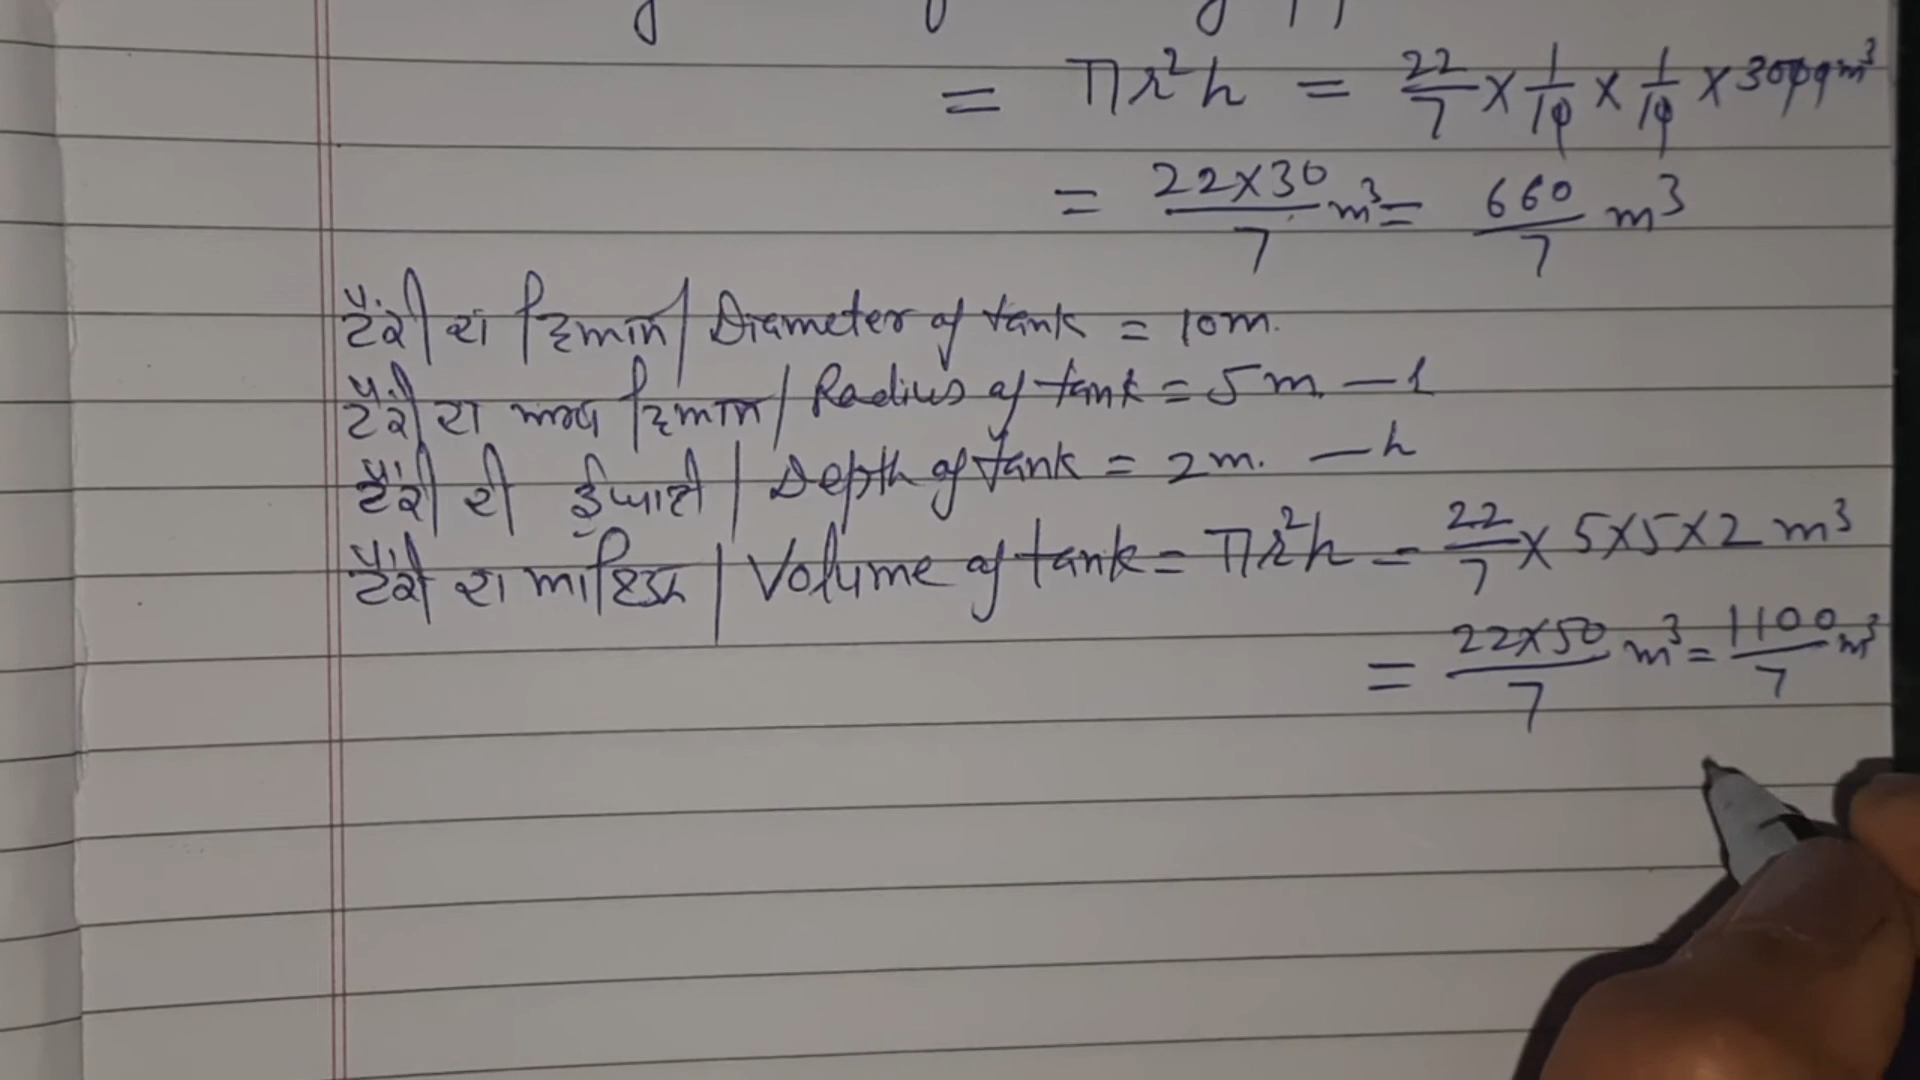 = πr²h = 22/7 × 1/10 × 1/10 × 3000 m³
= 22×30/7 m³ = 660/7 m³
ਟੈਂਕੀ ਦਾ ਵਿਆਸ / Diameter of tank = 10m.
ਟੈਂਕੀ ਦਾ ਅਰਧ ਵਿਆਸ / Radius of tank = 5m — r
ਟੈਂਕੀ ਦੀ / Depth of tank = 2m. — h
ਟੈਂਕੀ ਦਾ ਆਇਤਨ / Volume of tank = πr²h = 22/7 × 5×5×2 m³
= 22×50/7 m³ = 1100/7 m³